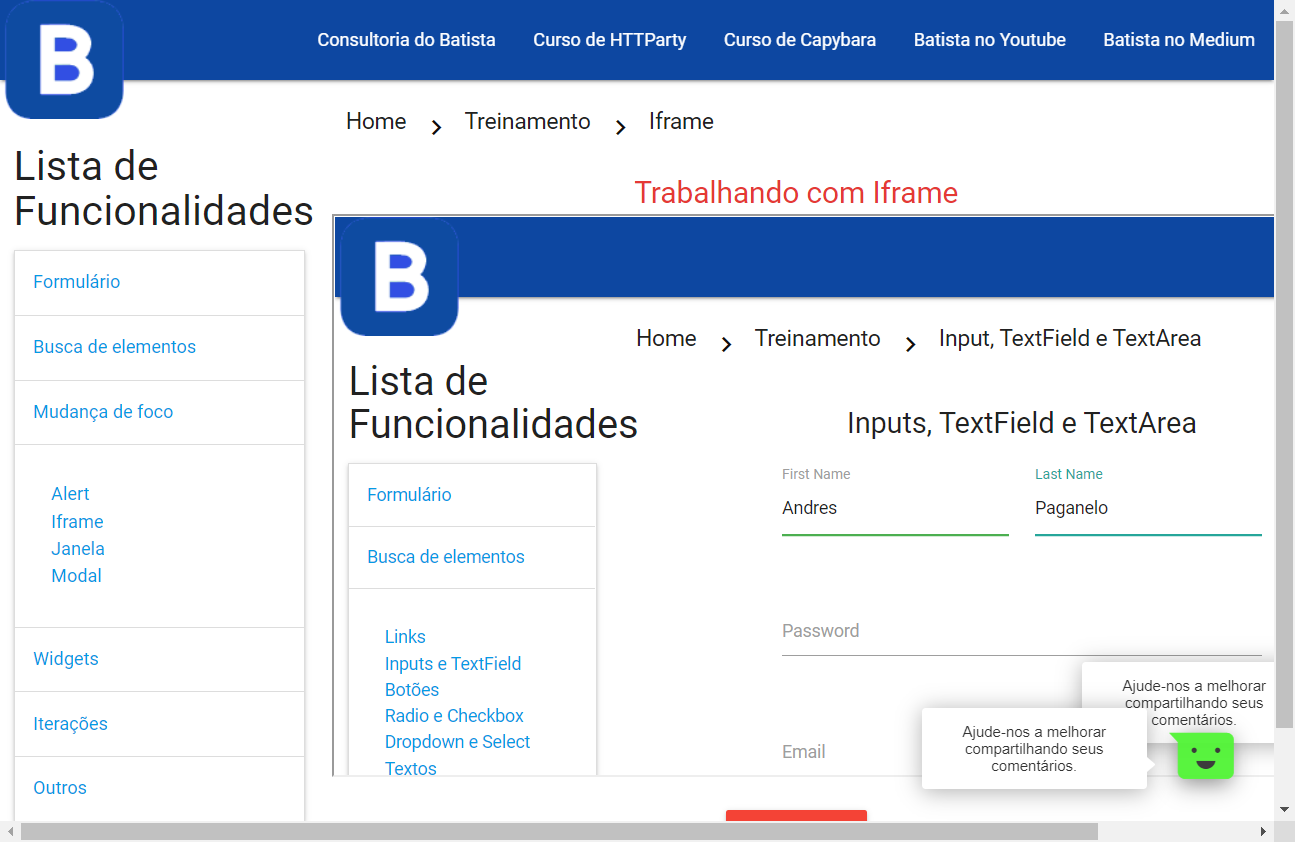 B
Consultoria do Batista
Curso de HTTParty
Curso de Capybara
Batista no Youtube
Batista no Medium
Home
Treinamento
Iframe
Lista de
Funcionalidades
Formulário
Busca de elementos
Mudança de foco
Alert
Iframe
Janela
Modal
Widgets
Iterações
Outros
Trabalhando com Iframe
B
Home
Treinamento
Input, TextField e TextArea
Lista de
Funcionalidades
Formulário
Busca de elementos
Links
Inputs e TextField
Botões
Radio e Checkbox
Dropdown e Select
Textos
Inputs, TextField e TextArea
First Name
Andres
Last Name
Paganelo
Password
Email
Ajude-nos a melhorar
compartilhando seus
comentários.
Ajude-nos a melhorar
compartilhando seus
comentários.